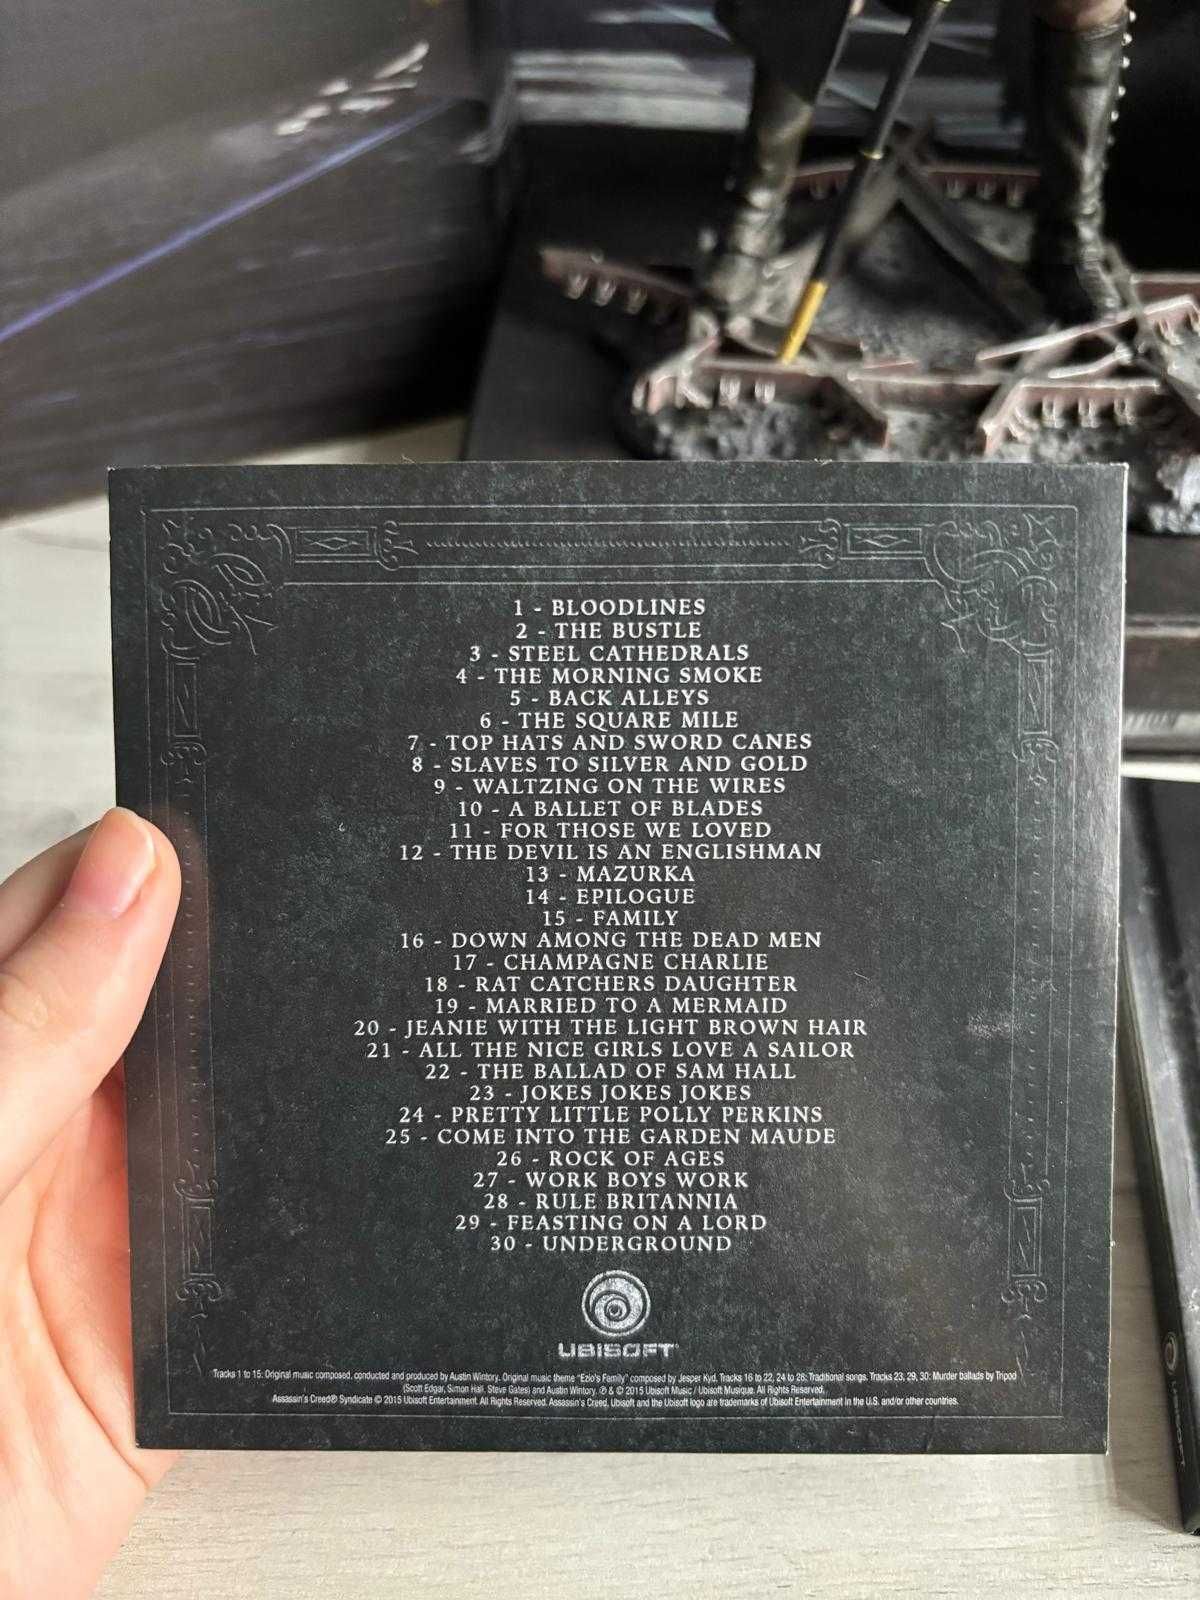 1 - BLOODLINES
2 - THE BUSTLE
3 - STEEL CATHEDRALS
4 - THE MORNING SMOKE
5 - BACK ALLEYS
6 - THE SQUARE MILE
7 - TOP HATS AND SWORD CANES
8 - SLAVES TO SILVER AND GOLD
9 - WALTZING ON THE WIRES
10 - A BALLET OF BLADES
11 - FOR THOSE WE LOVED
12 - THE DEVIL IS AN ENGLISHMAN
13 - MAZURKA
14 - EPILOGUE
15 - FAMILY
16 - DOWN AMONG THE DEAD MEN
17 - CHAMPAGNE CHARLIE
18 - RAT CATCHERS DAUGHTER
19 - MARRIED TO A MERMAID
20 - JEANIE WITH THE LIGHT BROWN HAIR
21 - ALL THE NICE GIRLS LOVE A SAILOR
22 - THE BALLAD OF SAM HALL
23 - JOKES JOKES JOKES
24 - PRETTY LITTLE POLLY PERKINS
25 - COME INTO THE GARDEN MAUDE
26 - ROCK OF AGES
27 - WORK BOYS WORK
28 - RULE BRITANNIA
29 - FEASTING ON A LORD
30 - UNDERGROUND
UBISOFT
Tracks 1 to 15: Original music composed, conducted and produced by Austin Wintory. Original music theme "Ezio's Family" composed by Jesper Kyd. Tracks 16 to 22, 24 to 28: Traditional songs. Tracks 23, 29, 30: Murder ballads by Tripod
(Scott Edgar, Simon Hall, Steve Gates) and Austin Wintory. ℗ & © 2015 Ubisoft Music / Ubisoft Musique. All Rights Reserved.
Assassin's Creed® Syndicate © 2015 Ubisoft Entertainment. All Rights Reserved. Assassin's Creed, Ubisoft and the Ubisoft logo are trademarks of Ubisoft Entertainment in the U.S. and/or other countries.
UBISOFT